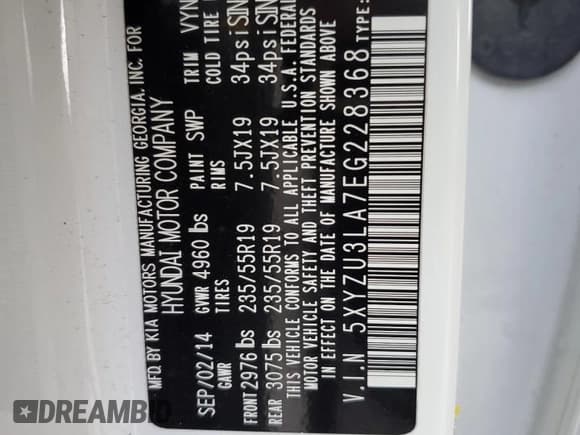 MFD. BY KIA MOTORS MANUFACTURING GEORGIA, INC. FOR
HYUNDAI MOTOR COMPANY
SEP/02/14 GVWR 4960 lbs PAINT SWP TRIM VYN
GAWR TIRES RIMS COLD TIRE
FRONT 2976 lbs 235/55R19 7.5JX19 34psi SIN
REAR 3075 lbs 235/55R19 7.5JX19 34psi SIN
THIS VEHICLE CONFORMS TO ALL APPLICABLE U.S.A. FEDERAL
MOTOR VEHICLE SAFETY AND THEFT PREVENTION STANDARDS
IN EFFECT ON THE DATE OF MANUFACTURE SHOWN ABOVE
V.I.N 5XYZU3LA7EG228368 TYPE:
DREAMBID